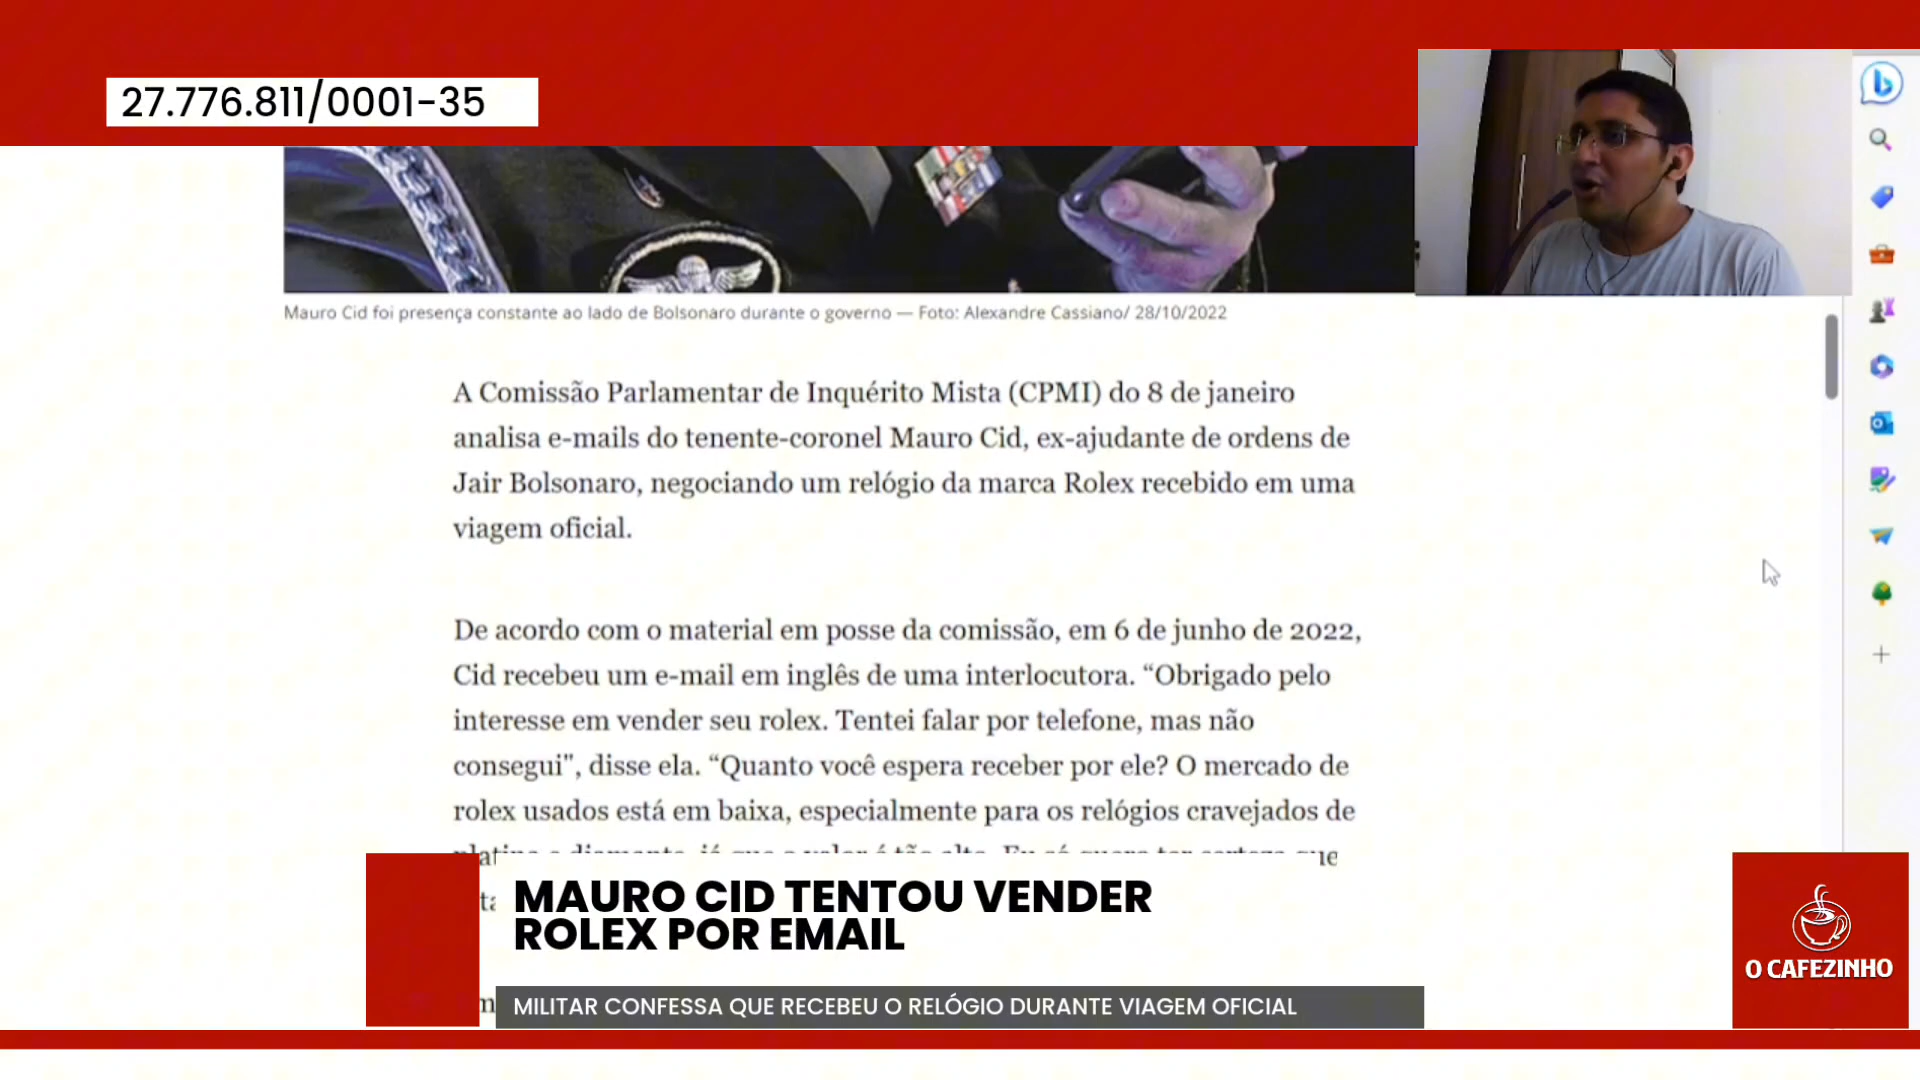 27.776.811/0001-35
Mauro Cid foi presença constante ao lado de Bolsonaro durante o governo — Foto: Alexandre Cassiano/ 28/10/2022
A Comissão Parlamentar de Inquérito Mista (CPMI) do 8 de janeiro
analisa e-mails do tenente-coronel Mauro Cid, ex-ajudante de ordens de
Jair Bolsonaro, negociando um relógio da marca Rolex recebido em uma
viagem oficial.
De acordo com o material em posse da comissão, em 6 de junho de 2022,
Cid recebeu um e-mail em inglês de uma interlocutora. “Obrigado pelo
interesse em vender seu rolex. Tentei falar por telefone, mas não
consegui", disse ela. “Quanto você espera receber por ele? O mercado de
rolex usados está em baixa, especialmente para os relógios cravejados de
MAURO CID TENTOU VENDER
ROLEX POR EMAIL
MILITAR CONFESSA QUE RECEBEU O RELÓGIO DURANTE VIAGEM OFICIAL
O CAFEZINHO